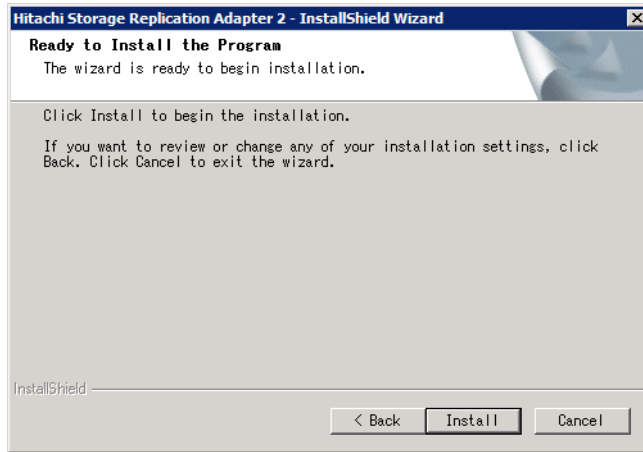 Hitachi Storage Replication Adapter 2 - InstallShield Wizard
Ready to Install the Program
The wizard is ready to begin installation.
Click Install to begin the installation.
If you want to review or change any of your installation settings, click
Back. Click Cancel to exit the wizard.
InstallShield
< Back Install Cancel